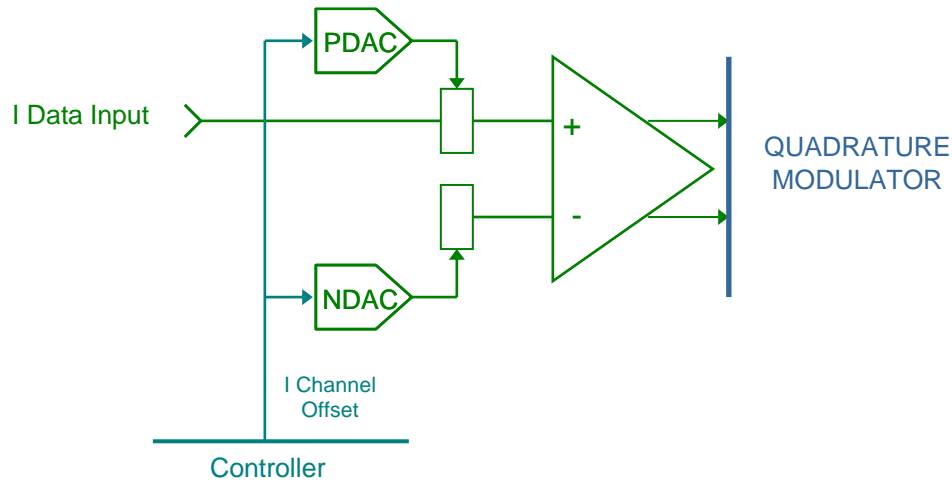 PDAC
I Data Input
+
QUADRATURE
MODULATOR
-
NDAC
I Channel
Offset
Controller